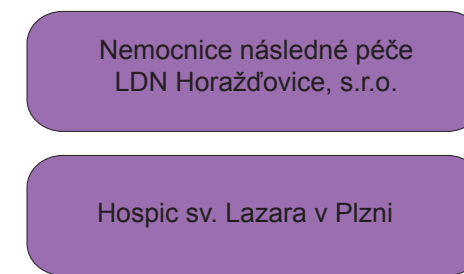 Nemocnice následné péče
LDN Horažďovice, s.r.o.
Hospic sv. Lazara v Plzni